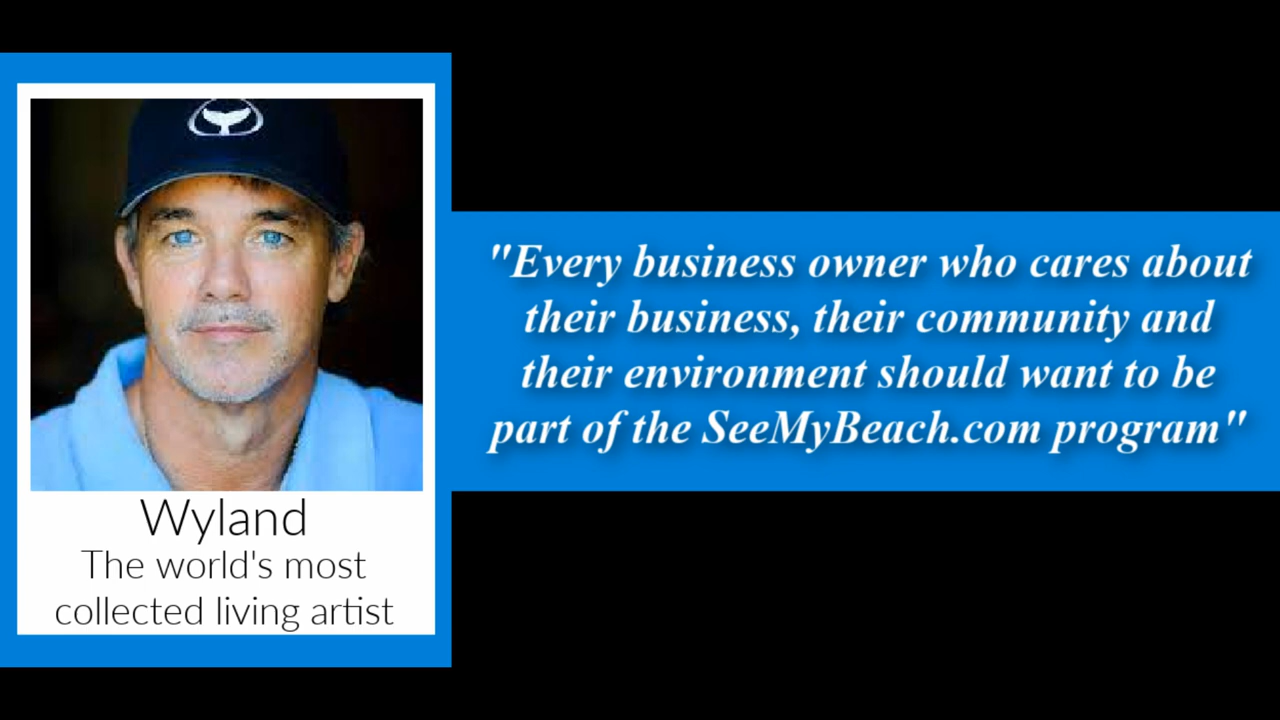 Wyland
The world's most
collected living artist
"Every business owner who cares about
their business, their community and
their environment should want to be
part of the SeeMyBeach.com program"